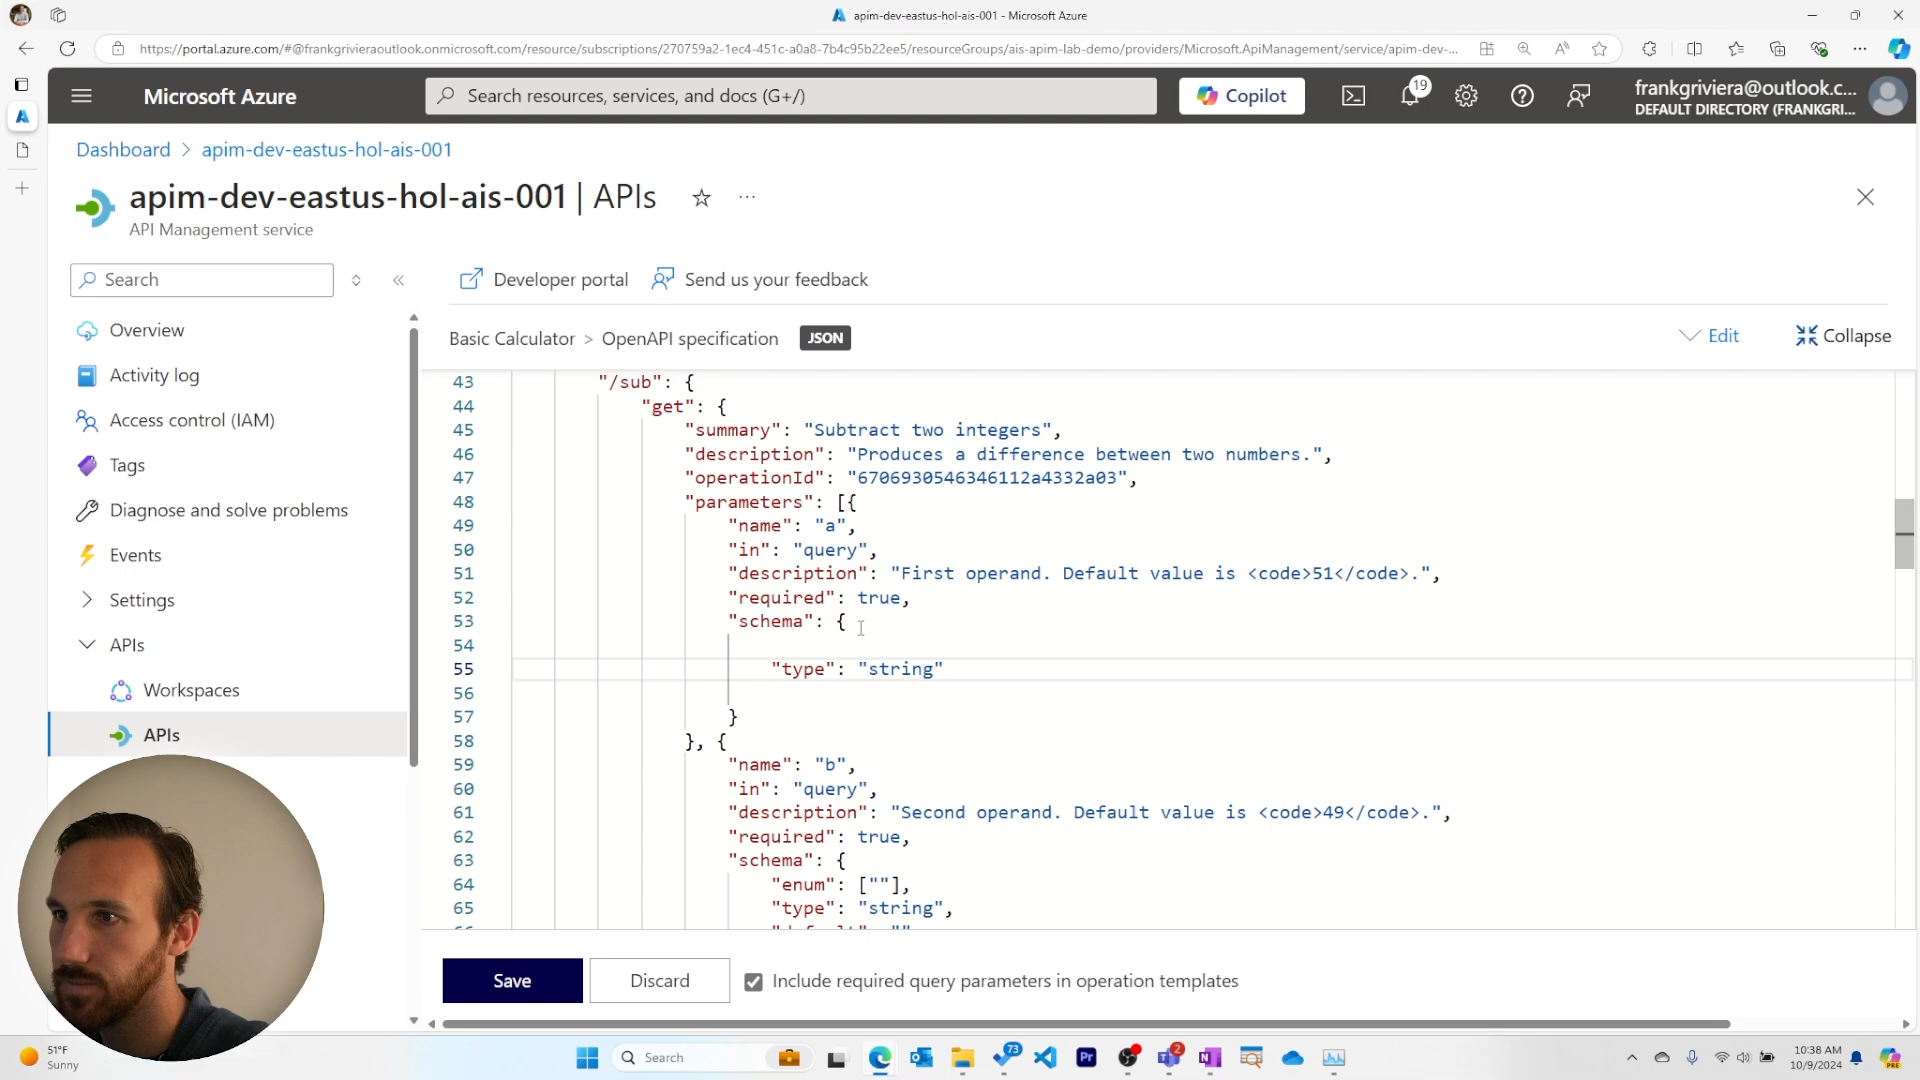 apim-dev-eastus-hol-ais-001 - Microsoft Azure
https://portal.azure.com/#@frankgrivieraoutlook.onmicrosoft.com/resource/subscriptions/270759a2-1ec4-451c-a0a8-7b4c95b22ee5/resourceGroups/ais-apim-lab-demo/providers/Microsoft.ApiManagement/service/apim-dev-...
Microsoft Azure
Search resources, services, and docs (G+/)
Copilot
19
frankgriviera@outlook.c...
DEFAULT DIRECTORY (FRANKGRI...
Dashboard > apim-dev-eastus-hol-ais-001
apim-dev-eastus-hol-ais-001 | APIs
API Management service
Search
Developer portal
Send us your feedback
Overview
Activity log
Access control (IAM)
Tags
Diagnose and solve problems
Events
Settings
APIs
Workspaces
APIs
Basic Calculator > OpenAPI specification JSON
Edit
Collapse
43 "/sub": {
44 "get": {
45 "summary": "Subtract two integers",
46 "description": "Produces a difference between two numbers.",
47 "operationId": "6706930546346112a4332a03",
48 "parameters": [{
49 "name": "a",
50 "in": "query",
51 "description": "First operand. Default value is <code>51</code>.",
52 "required": true,
53 "schema": {
54
55 "type": "string"
56
57 }
58 }, {
59 "name": "b",
60 "in": "query",
61 "description": "Second operand. Default value is <code>49</code>.",
62 "required": true,
63 "schema": {
64 "enum": [""],
65 "type": "string",
Save
Discard
Include required query parameters in operation templates
51°F
Sunny
Search
73
Pr
2
10:38 AM
10/9/2024